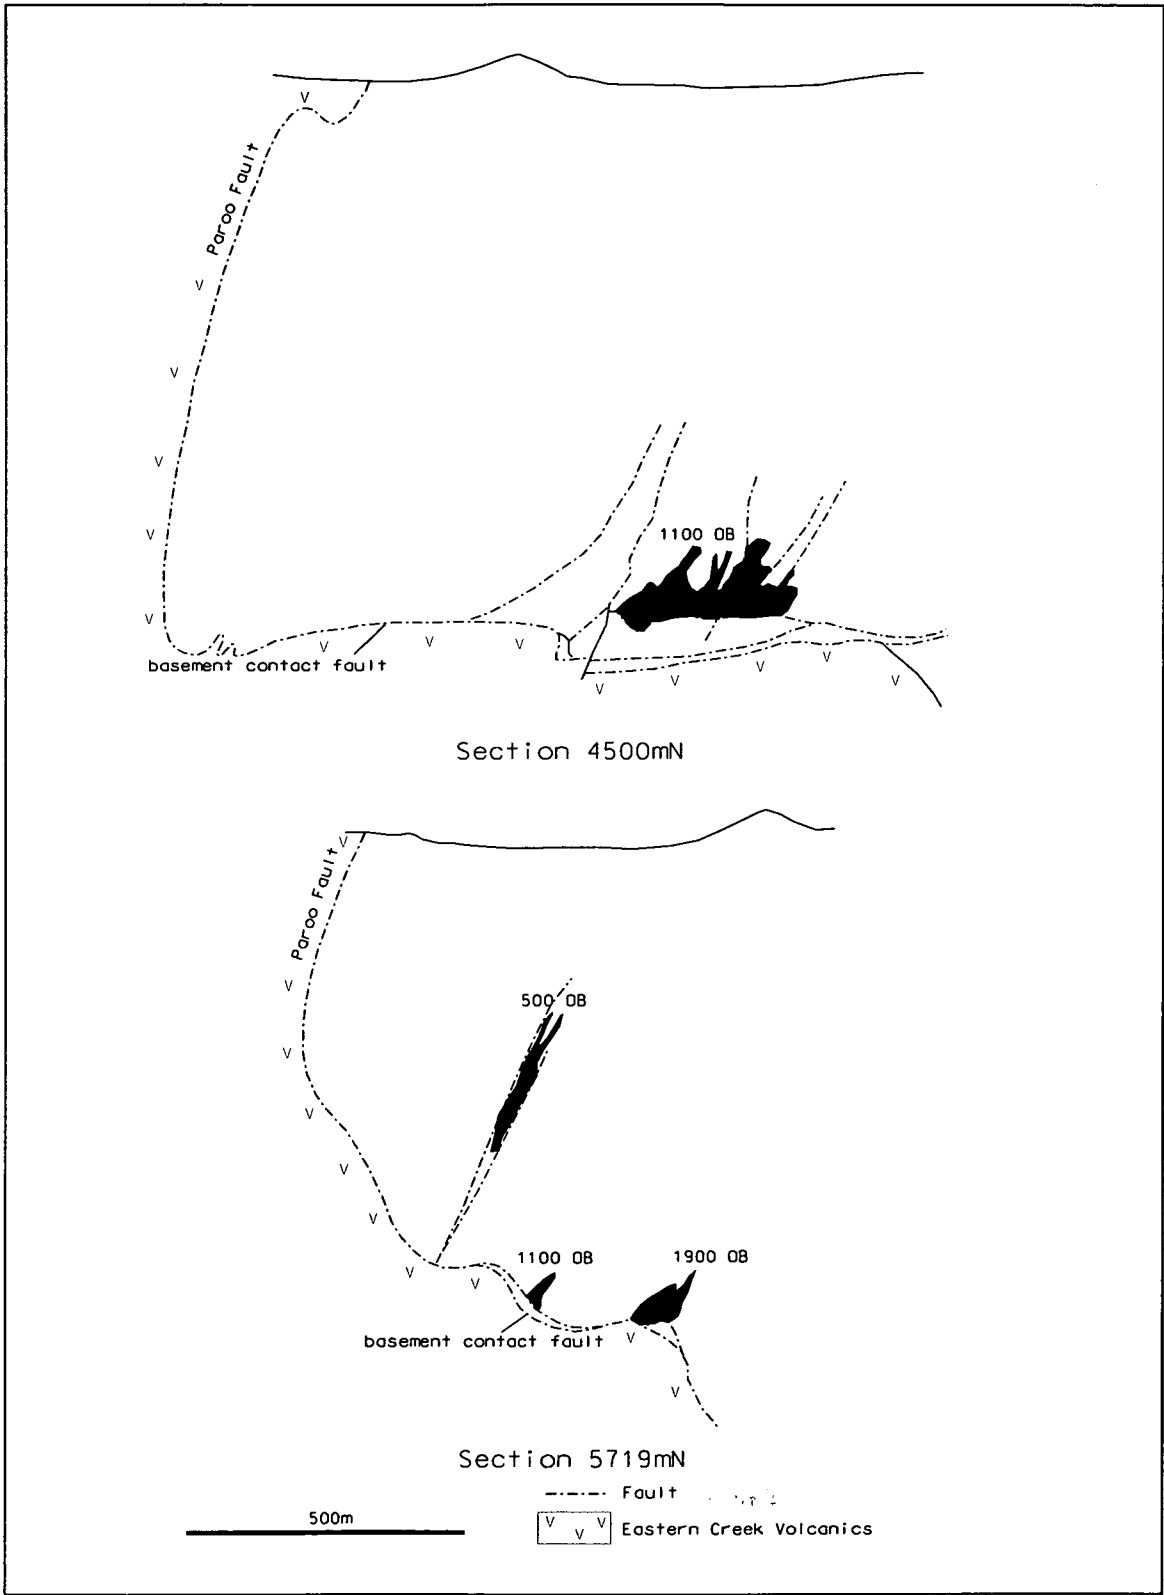 V
Paroo Fault
V
V
V
V
1100 OB
V
V
V
V
basement contact fault
V
V
V
V
V
Section 4500mN
V
Paroo Fault
V
500 OB
V
V
V
V
1100 OB
1900 OB
V
V
basement contact fault
V
V
Section 5719mN
Fault
500m
V V V
Eastern Creek Volcanics